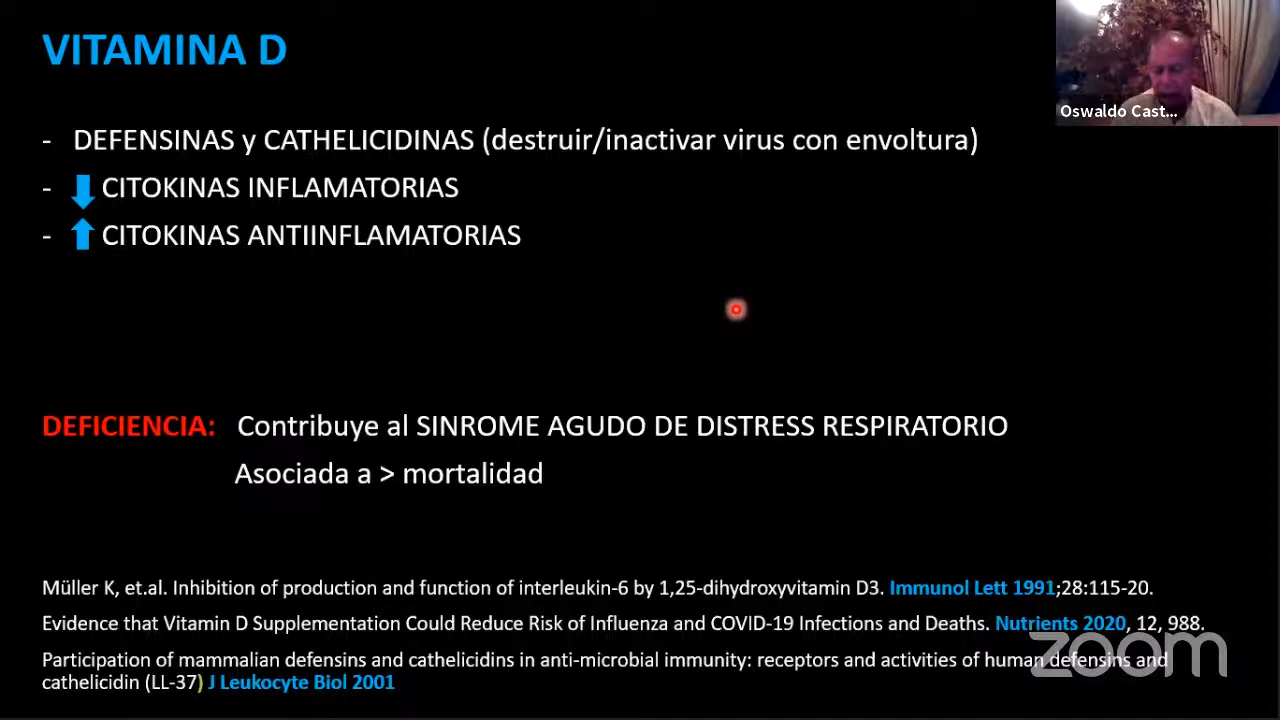 VITAMINA D
Oswaldo Cast...
- DEFENSINAS y CATHELICIDINAS (destruir/inactivar virus con envoltura)
- CITOKINAS INFLAMATORIAS
- CITOKINAS ANTIINFLAMATORIAS
DEFICIENCIA: Contribuye al SINROME AGUDO DE DISTRESS RESPIRATORIO
Asociada a > mortalidad
Müller K, et.al. Inhibition of production and function of interleukin-6 by 1,25-dihydroxyvitamin D3. Immunol Lett 1991;28:115-20.
Evidence that Vitamin D Supplementation Could Reduce Risk of Influenza and COVID-19 Infections and Deaths. Nutrients 2020, 12, 988.
Participation of mammalian defensins and cathelicidins in anti-microbial immunity: receptors and activities of human defensins and
cathelicidin (LL-37) J Leukocyte Biol 2001
zoom